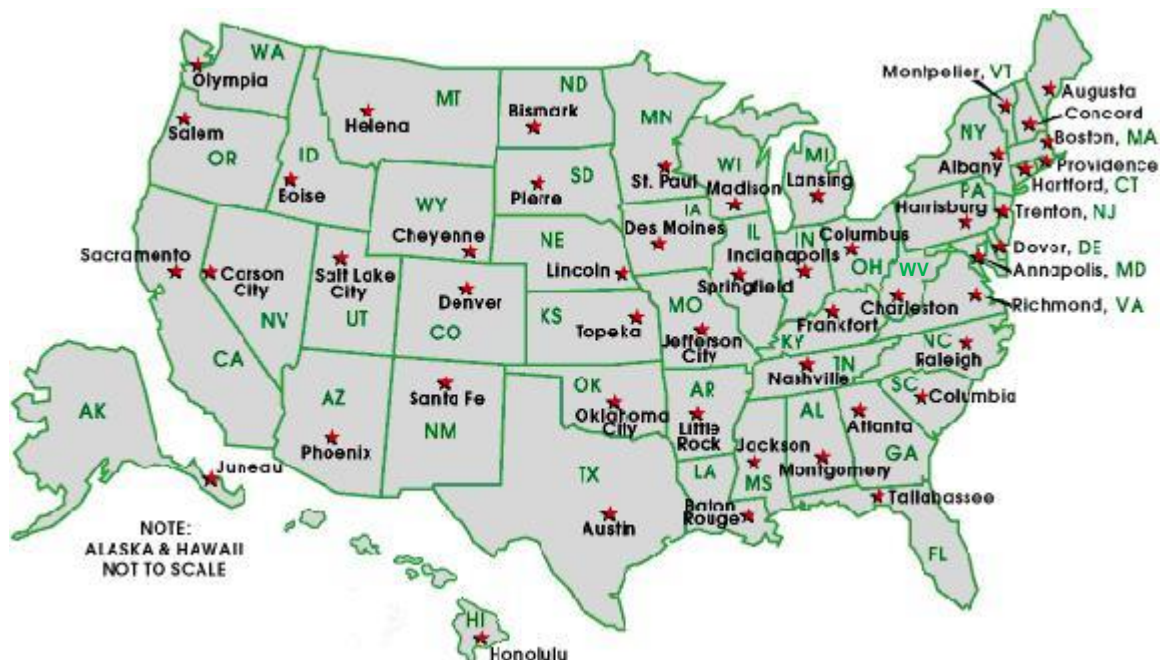 WA
Olympia
MT
Helena
ND
Bismark
MN
St. Paul
Montpelier, VT
Augusta
Concord
Boston, MA
Providence
Hartford, CT
NY
Albany
Salem
OR
ID
Boise
WY
Cheyenne
SD
Pierre
WI
Madison
MI
Lansing
PA
Harrisburg
Trenton, NJ
Dover, DE
Annapolis, MD
Richmond, VA
Sacramento
Carson
City
NV
CA
Salt Lake
City
UT
Denver
CO
NE
Lincoln
IA
Des Moines
IL
Springfield
IN
Indianapolis
Columbus
OH
WV
Charleston
KS
Topeka
MO
Jefferson
City
Frankfort
KY
Nashville
TN
NC
Raleigh
SC
Columbia
AK
Juneau
AZ
Phoenix
Santa Fe
NM
OK
Oklahoma
City
AR
Little
Rock
Jackson
MS
AL
Montgomery
Atlanta
GA
TX
Austin
LA
Baton
Rouge
Tallahassee
FL
NOTE:
ALASKA & HAWAII
NOT TO SCALE
HI
Honolulu